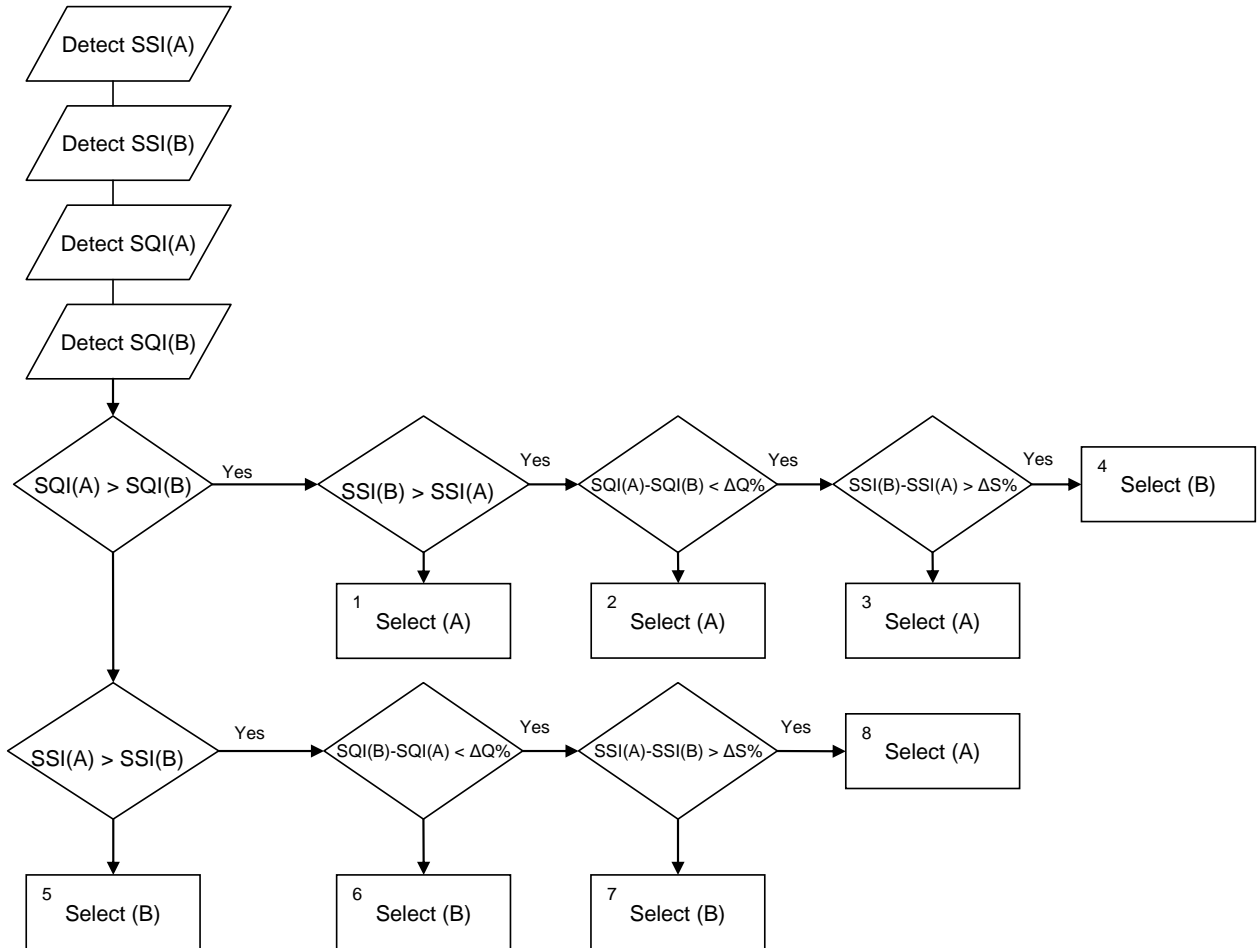 Detect SSI(A)
Detect SSI(B)
Detect SQI(A)
Detect SQI(B)
SQI(A) > SQI(B)
Yes
SSI(B) > SSI(A)
Yes
SQI(A)-SQI(B) < ΔQ%
Yes
SSI(B)-SSI(A) > ΔS%
Yes
4
Select (B)
1
Select (A)
2
Select (A)
3
Select (A)
SSI(A) > SSI(B)
Yes
SQI(B)-SQI(A) < ΔQ%
Yes
SSI(A)-SSI(B) > ΔS%
Yes
8
Select (A)
5
Select (B)
6
Select (B)
7
Select (B)